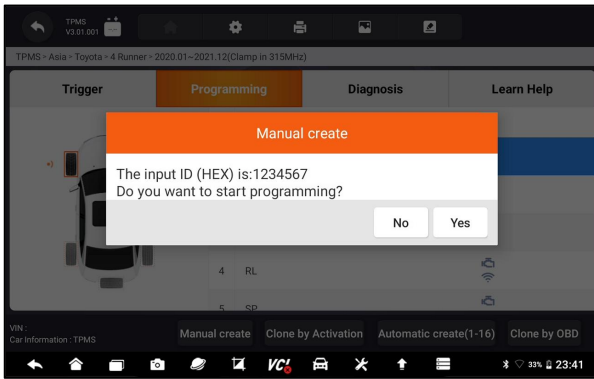 TPMS
V3.01.001
TPMS > Asia > Toyota > 4 Runner > 2020.01~2021.12(Clamp in 315MHz)
Trigger
Programming
Diagnosis
Learn Help
Manual create
The input ID (HEX) is:1234567
Do you want to start programming?
No
Yes
4 RL
5 SP
VIN :
Car Information : TPMS
Manual create
Clone by Activation
Automatic create(1-16)
Clone by OBD
VCI
33%
23:41